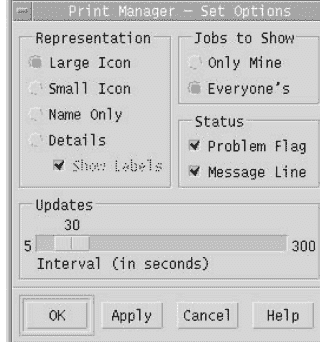 Print Manager – Set Options
Representation
Large Icon
Small Icon
Name Only
Details
Show Labels
Jobs to Show
Only Mine
Everyone's
Status
Problem Flag
Message Line
Updates
30
5
300
Interval (in seconds)
OK
Apply
Cancel
Help